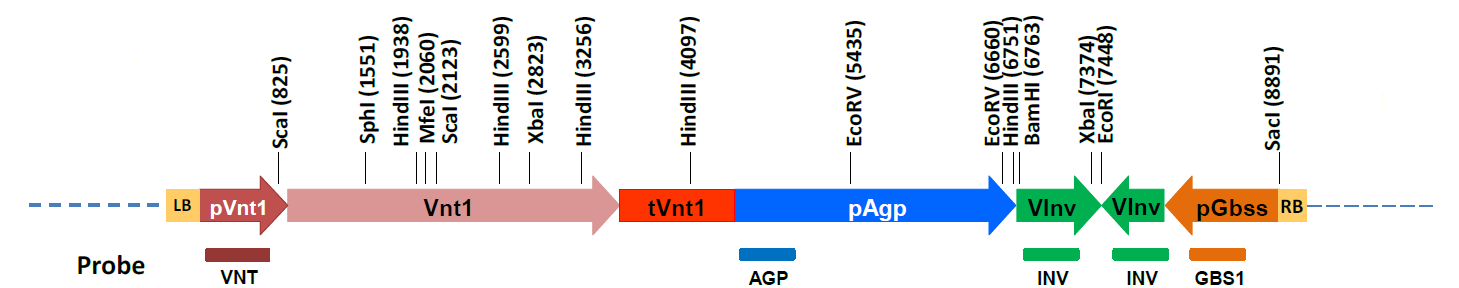 ScaI (825)
SphI (1551)
HindIII (1938)
MfeI (2060)
ScaI (2123)
HindIII (2599)
XbaI (2823)
HindIII (3256)
HindIII (4097)
EcoRV (5435)
EcoRV (6660)
HindIII (6751)
BamHI (6763)
XbaI (7374)
EcoRI (7448)
SacI (8891)
LB pVnt1 Vnt1 tVnt1 pAgp VInv VInv pGbss RB
Probe
VNT AGP INV INV GBS1